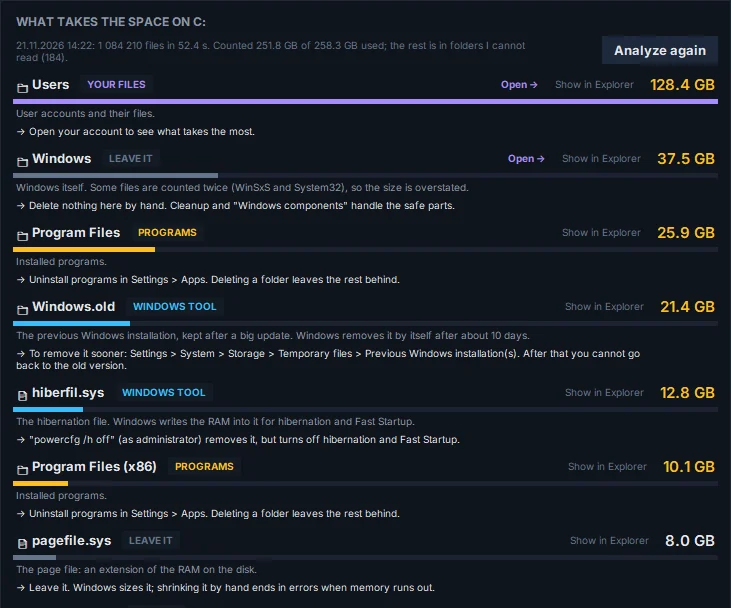 WHAT TAKES THE SPACE ON C:
21.11.2026 14:22: 1 084 210 files in 52.4 s. Counted 251.8 GB of 258.3 GB used; the rest is in folders I cannot
read (184).
Analyze again
Users YOUR FILES Open → Show in Explorer 128.4 GB
User accounts and their files.
→ Open your account to see what takes the most.
Windows LEAVE IT Open → Show in Explorer 37.5 GB
Windows itself. Some files are counted twice (WinSxS and System32), so the size is overstated.
→ Delete nothing here by hand. Cleanup and "Windows components" handle the safe parts.
Program Files PROGRAMS Show in Explorer 25.9 GB
Installed programs.
→ Uninstall programs in Settings > Apps. Deleting a folder leaves the rest behind.
Windows.old WINDOWS TOOL Show in Explorer 21.4 GB
The previous Windows installation, kept after a big update. Windows removes it by itself after about 10 days.
→ To remove it sooner: Settings > System > Storage > Temporary files > Previous Windows installation(s). After that you cannot go
back to the old version.
hiberfil.sys WINDOWS TOOL Show in Explorer 12.8 GB
The hibernation file. Windows writes the RAM into it for hibernation and Fast Startup.
→ "powercfg /h off" (as administrator) removes it, but turns off hibernation and Fast Startup.
Program Files (x86) PROGRAMS Show in Explorer 10.1 GB
Installed programs.
→ Uninstall programs in Settings > Apps. Deleting a folder leaves the rest behind.
pagefile.sys LEAVE IT Show in Explorer 8.0 GB
The page file: an extension of the RAM on the disk.
→ Leave it. Windows sizes it; shrinking it by hand ends in errors when memory runs out.